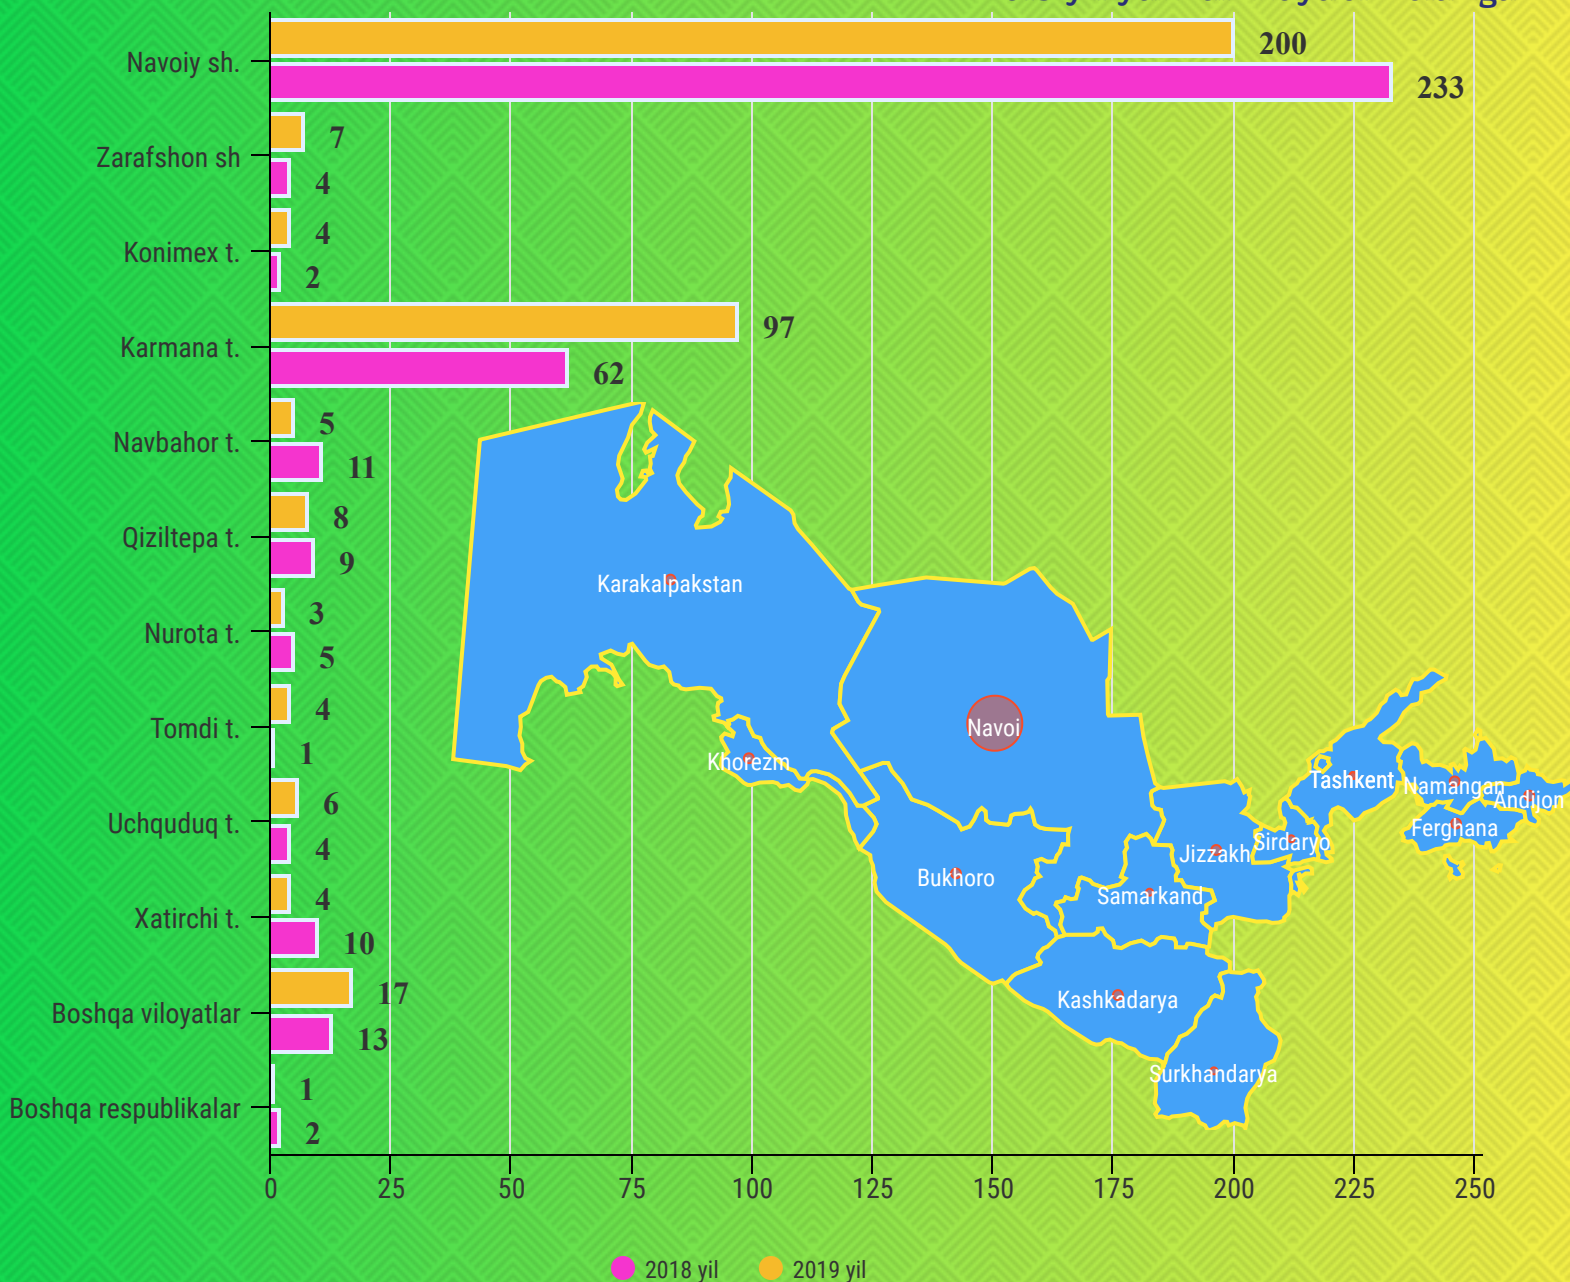 Navoiy sh.
200
233
Zarafshon sh
7
4
Konimex t.
4
2
Karmana t.
97
62
Navbahor t.
5
11
Qiziltepa t.
8
9
Nurota t.
3
5
Tomdi t.
4
1
Uchquduq t.
6
4
Xatirchi t.
4
10
Boshqa viloyatlar
17
13
Boshqa respublikalar
1
2
Karakalpakstan
Navoi
Khorezm
Tashkent
Namangan
Andijon
Ferghana
Sirdaryo
Jizzakh
Bukhoro
Samarkand
Kashkadarya
Surkhandarya
0 25 50 75 100 125 150 175 200 225 250
2018 yil 2019 yil